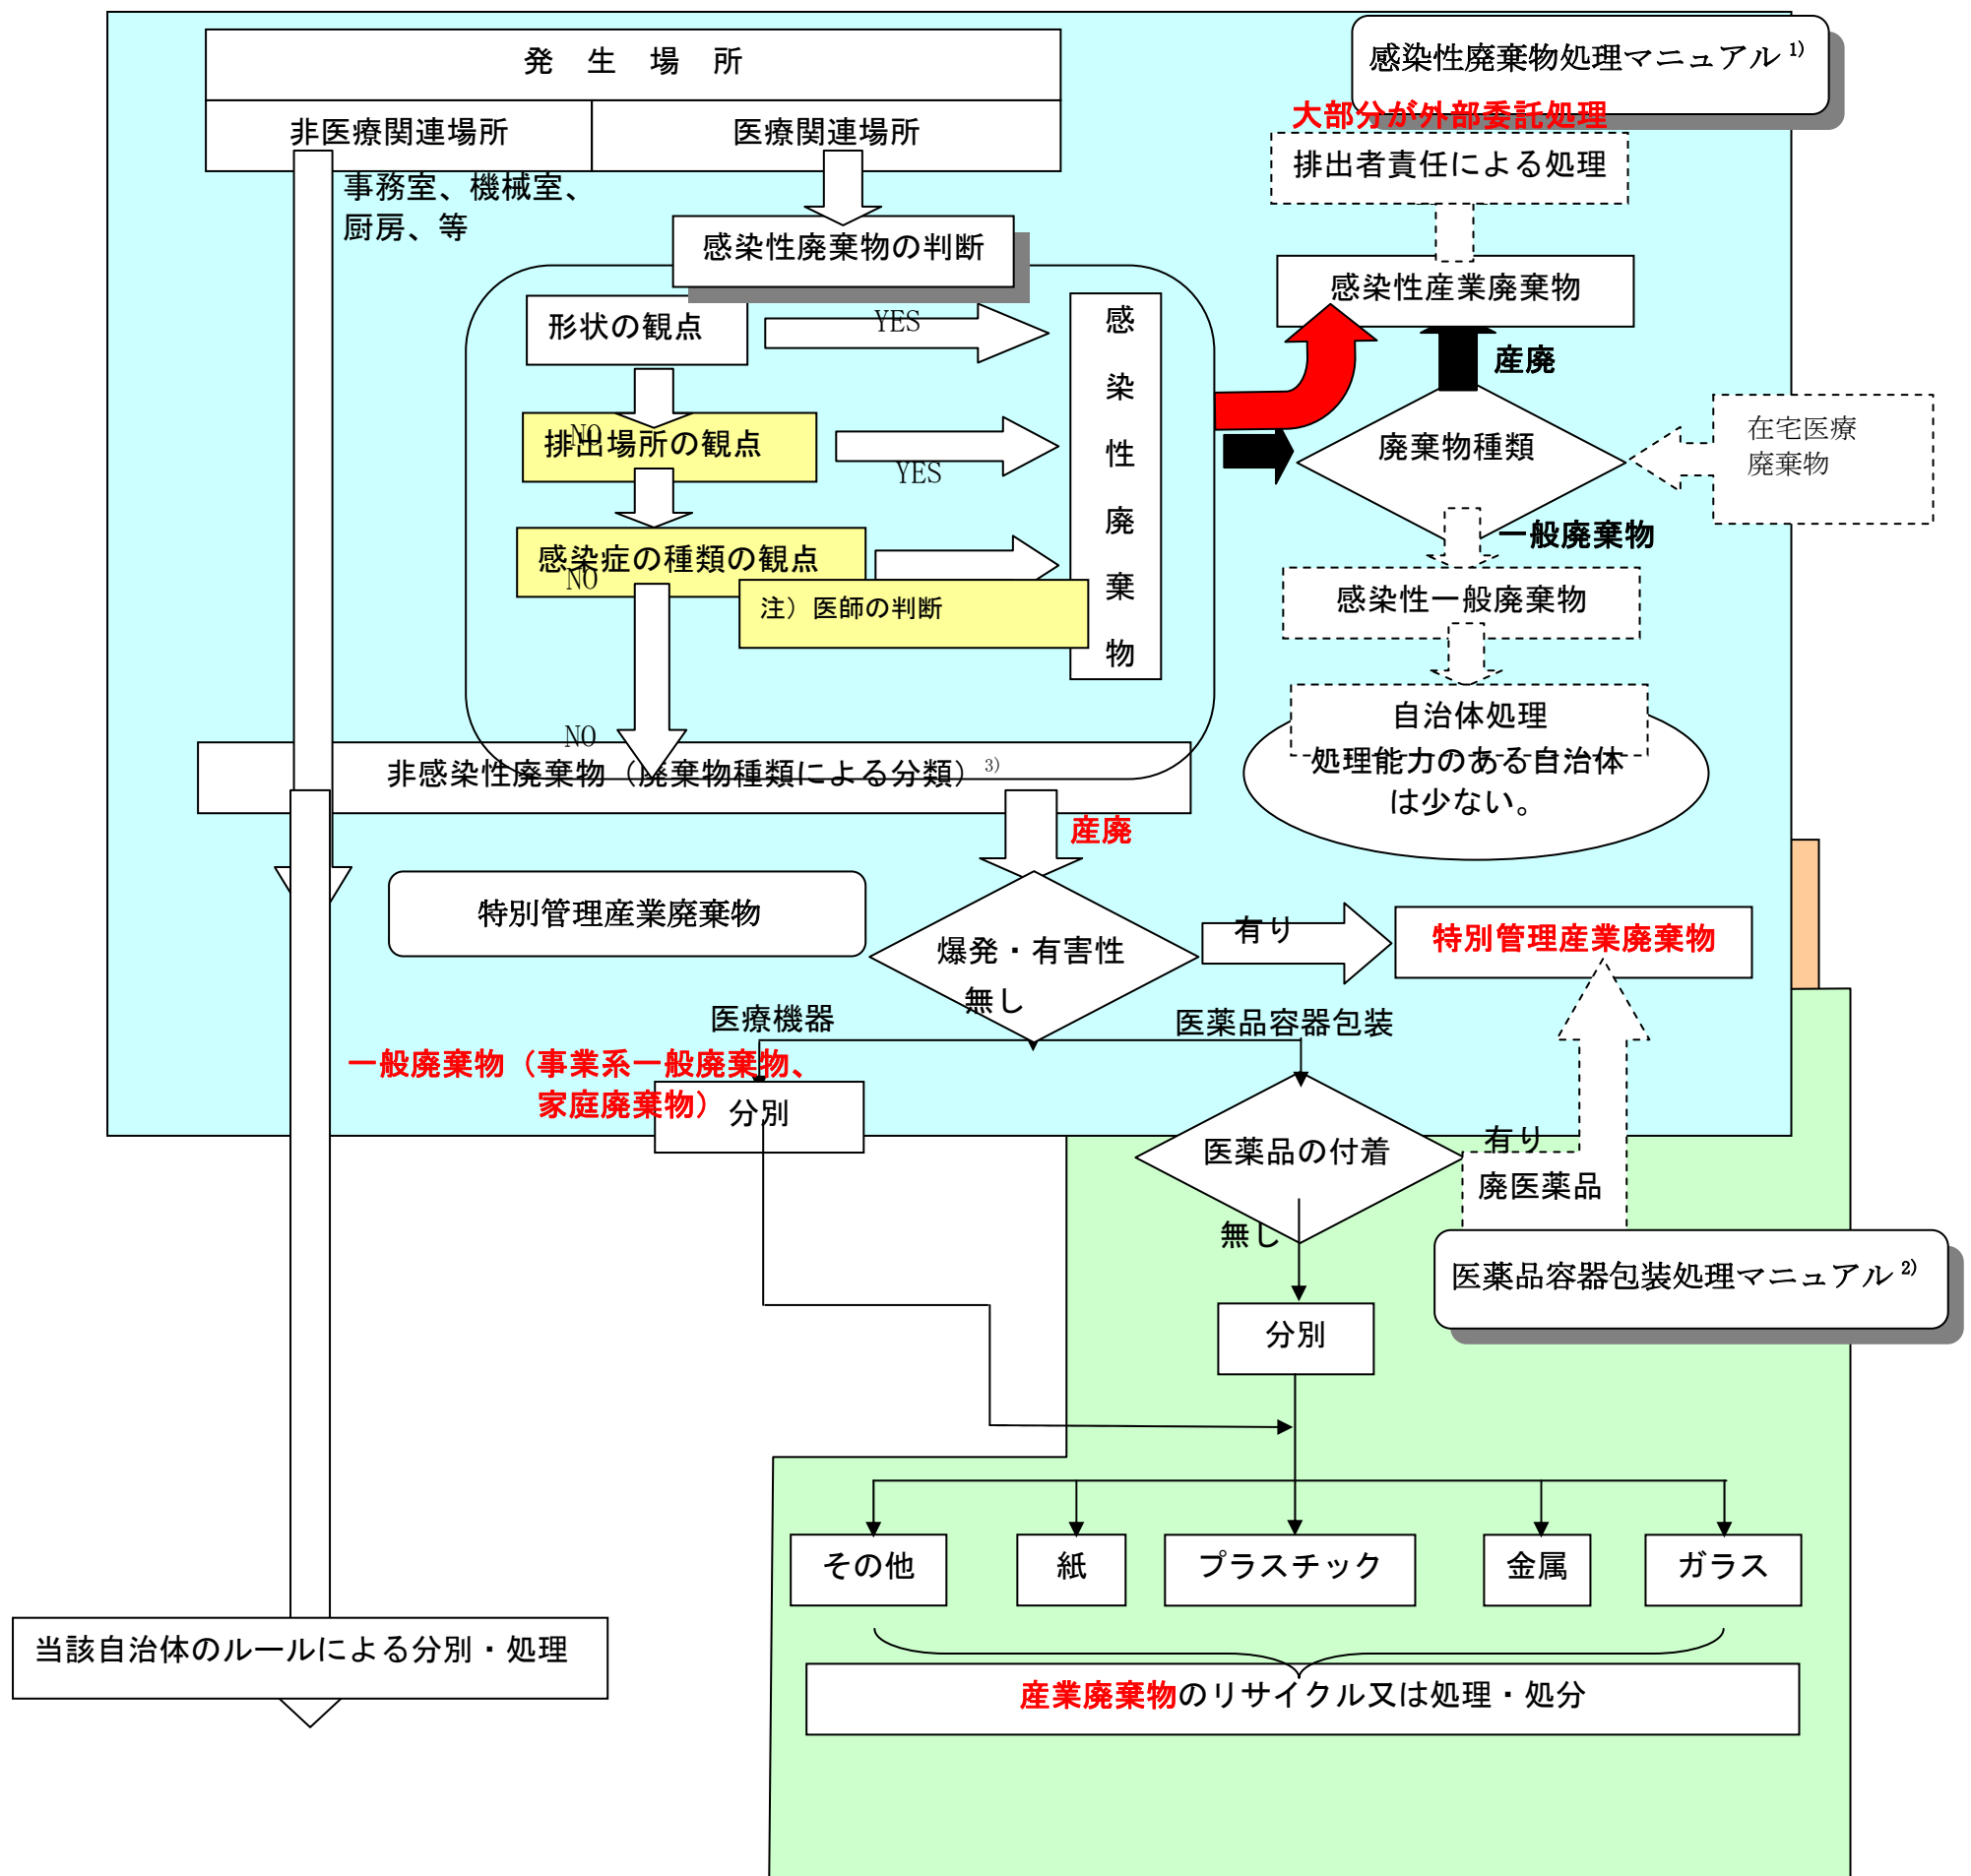 発　生　場　所
非医療関連場所
医療関連場所
感染性廃棄物処理マニュアル 1)
大部分が外部委託処理
排出者責任による処理
事務室、機械室、
厨房、等
感染性廃棄物の判断
感染性産業廃棄物
形状の観点
YES
感染性廃棄物
産廃
NO
排出場所の観点
YES
廃棄物種類
在宅医療
廃棄物
一般廃棄物
感染症の種類の観点
NO
注）医師の判断
感染性一般廃棄物
自治体処理
処理能力のある自治体
は少ない。
NO
非感染性廃棄物（廃棄物種類による分類）3)
産廃
特別管理産業廃棄物
爆発・有害性
有り
特別管理産業廃棄物
無し
医療機器
医薬品容器包装
一般廃棄物（事業系一般廃棄物、
家庭廃棄物）
分別
医薬品の付着
有り
廃医薬品
無し
医薬品容器包装処理マニュアル 2)
分別
その他
紙
プラスチック
金属
ガラス
当該自治体のルールによる分別・処理
産業廃棄物のリサイクル又は処理・処分